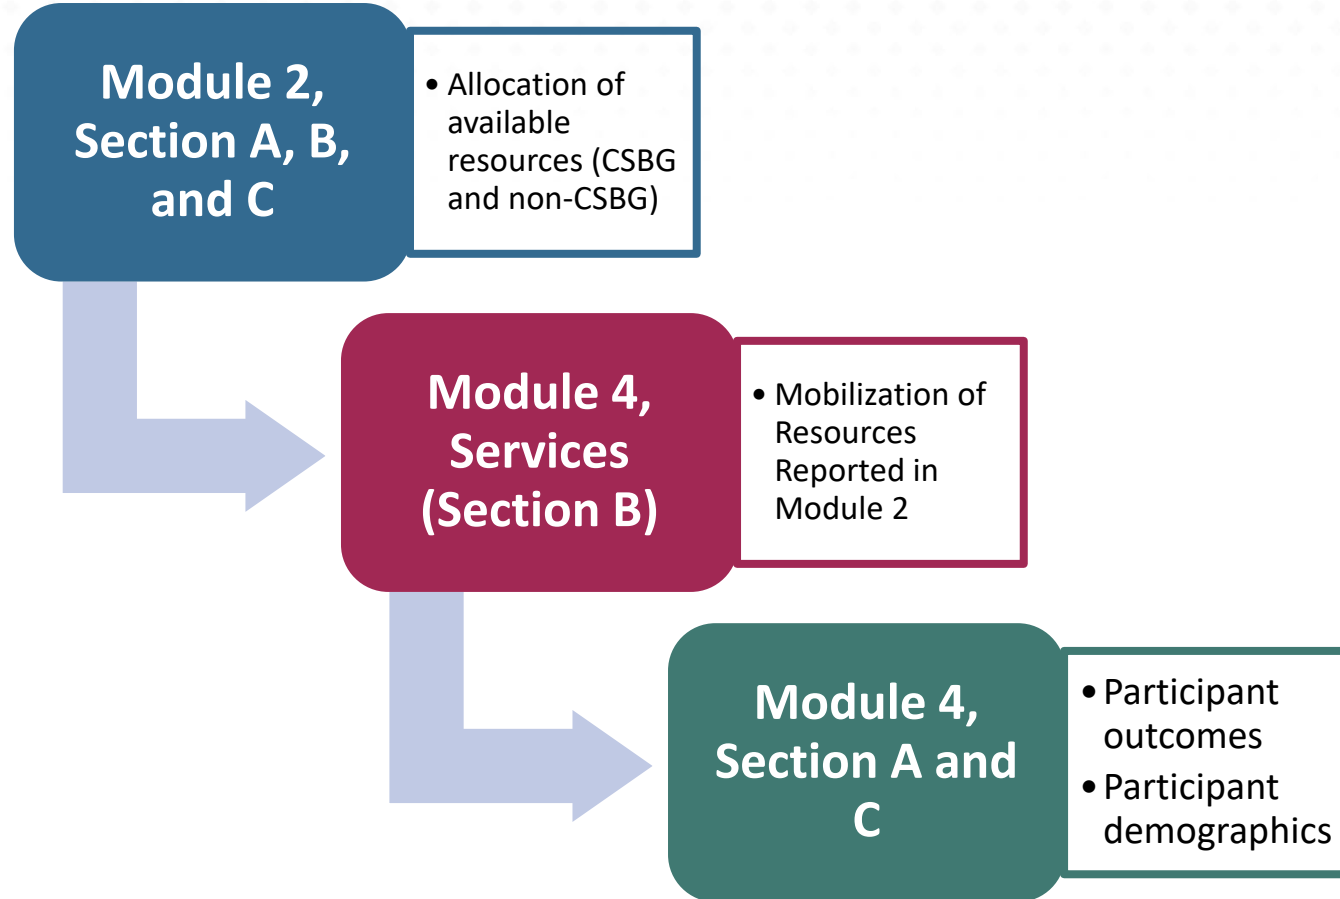 Module 2,
Section A, B,
and C
• Allocation of
available
resources (CSBG
and non-CSBG)
Module 4,
Services
(Section B)
• Mobilization of
Resources
Reported in
Module 2
Module 4,
Section A and
C
• Participant
outcomes
• Participant
demographics